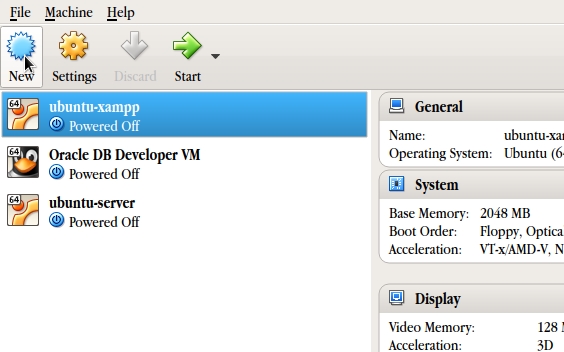 File Machine Help
New Settings Discard Start
64 ubuntu-xampp
Powered Off
64 Oracle DB Developer VM
Powered Off
64 ubuntu-server
Powered Off
General
Name: ubuntu-xa
Operating System: Ubuntu (6
System
Base Memory: 2048 MB
Boot Order: Floppy, Optica
Acceleration: VT-x/AMD-V, N
Display
Video Memory: 128
Acceleration: 3D